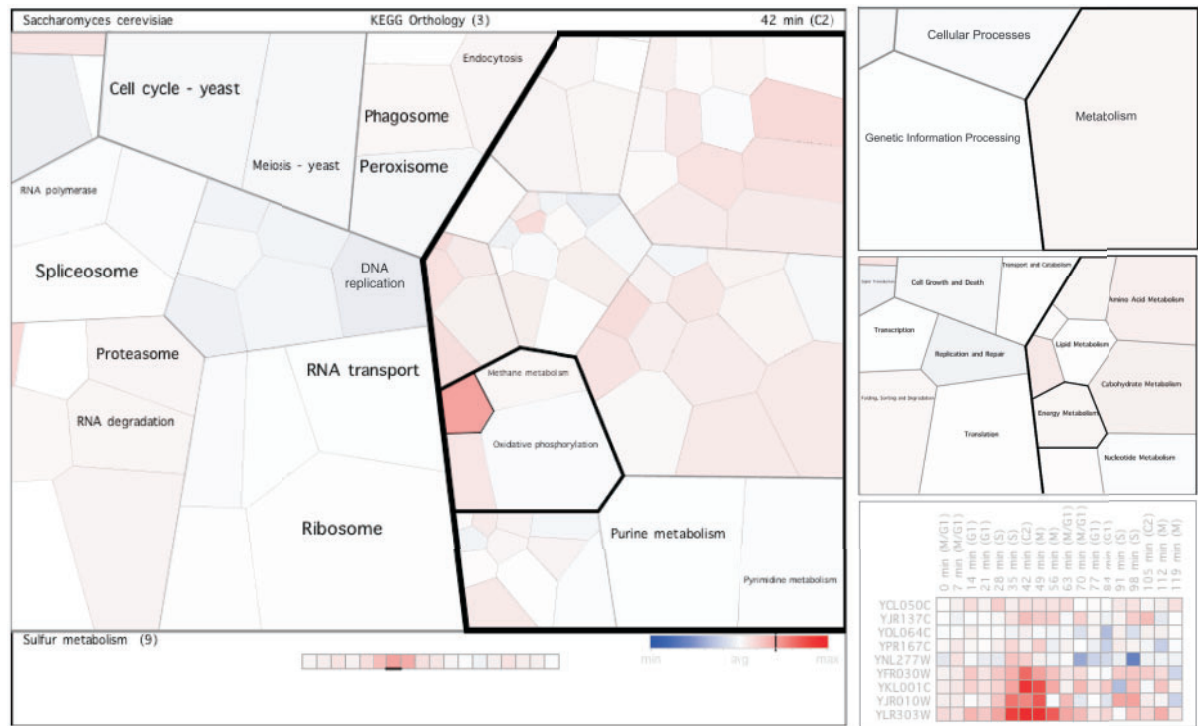 Saccharomyces cerevisiae KEGG Orthology (3) 42 min (C2)
Endocytosis
Cell cycle - yeast
Phagosome
Meiosis - yeast
Peroxisome
RNA polymerase
Spliceosome
DNA
replication
Proteasome
RNA transport
Methane metabolism
RNA degradation
Oxidative phosphorylation
Ribosome
Purine metabolism
Pyrimidine metabolism
Sulfur metabolism (9)
min avg max
Cellular Processes
Metabolism
Genetic Information Processing
Transport and Catabolism
Cell Growth and Death
Amino Acid Metabolism
Transcription
Lipid Metabolism
Replication and Repair
Cabohydrate Metabolism
Folding, Sorting and Degradation
Energy Metabolism
Translation
Nucleotide Metabolism
0 min (M/G1)
7 min (M/G1)
14 min (G1)
21 min (G1)
28 min (S)
35 min (S)
42 min (C2)
49 min (M)
56 min (M)
63 min (M/G1)
70 min (M/G1)
77 min (G1)
84 min (G1)
91 min (S)
98 min (S)
105 min (C2)
112 min (M)
119 min (M)
YCL050C
YJR137C
YOL064C
YPR167C
YNL277W
YFR030W
YKL001C
YJR010W
YLR303W